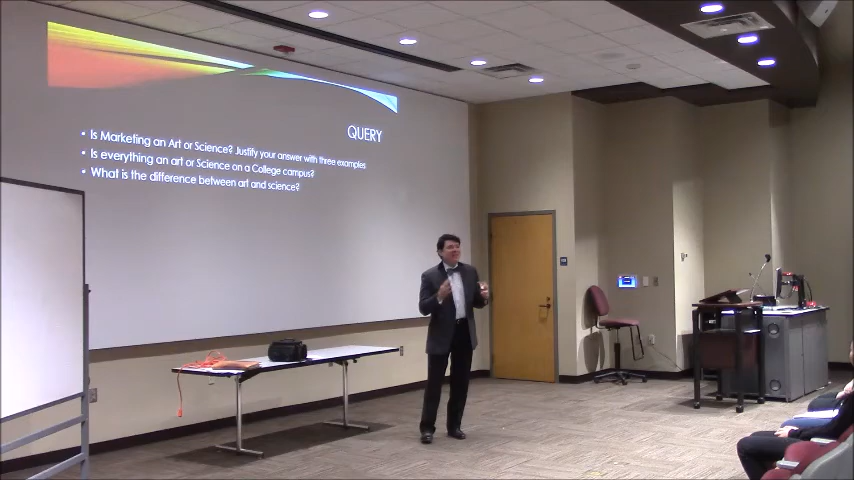 QUERY
• Is Marketing an Art or Science? Justify your answer with three examples
• Is everything an art or Science on a College campus?
• What is the difference between art and science?